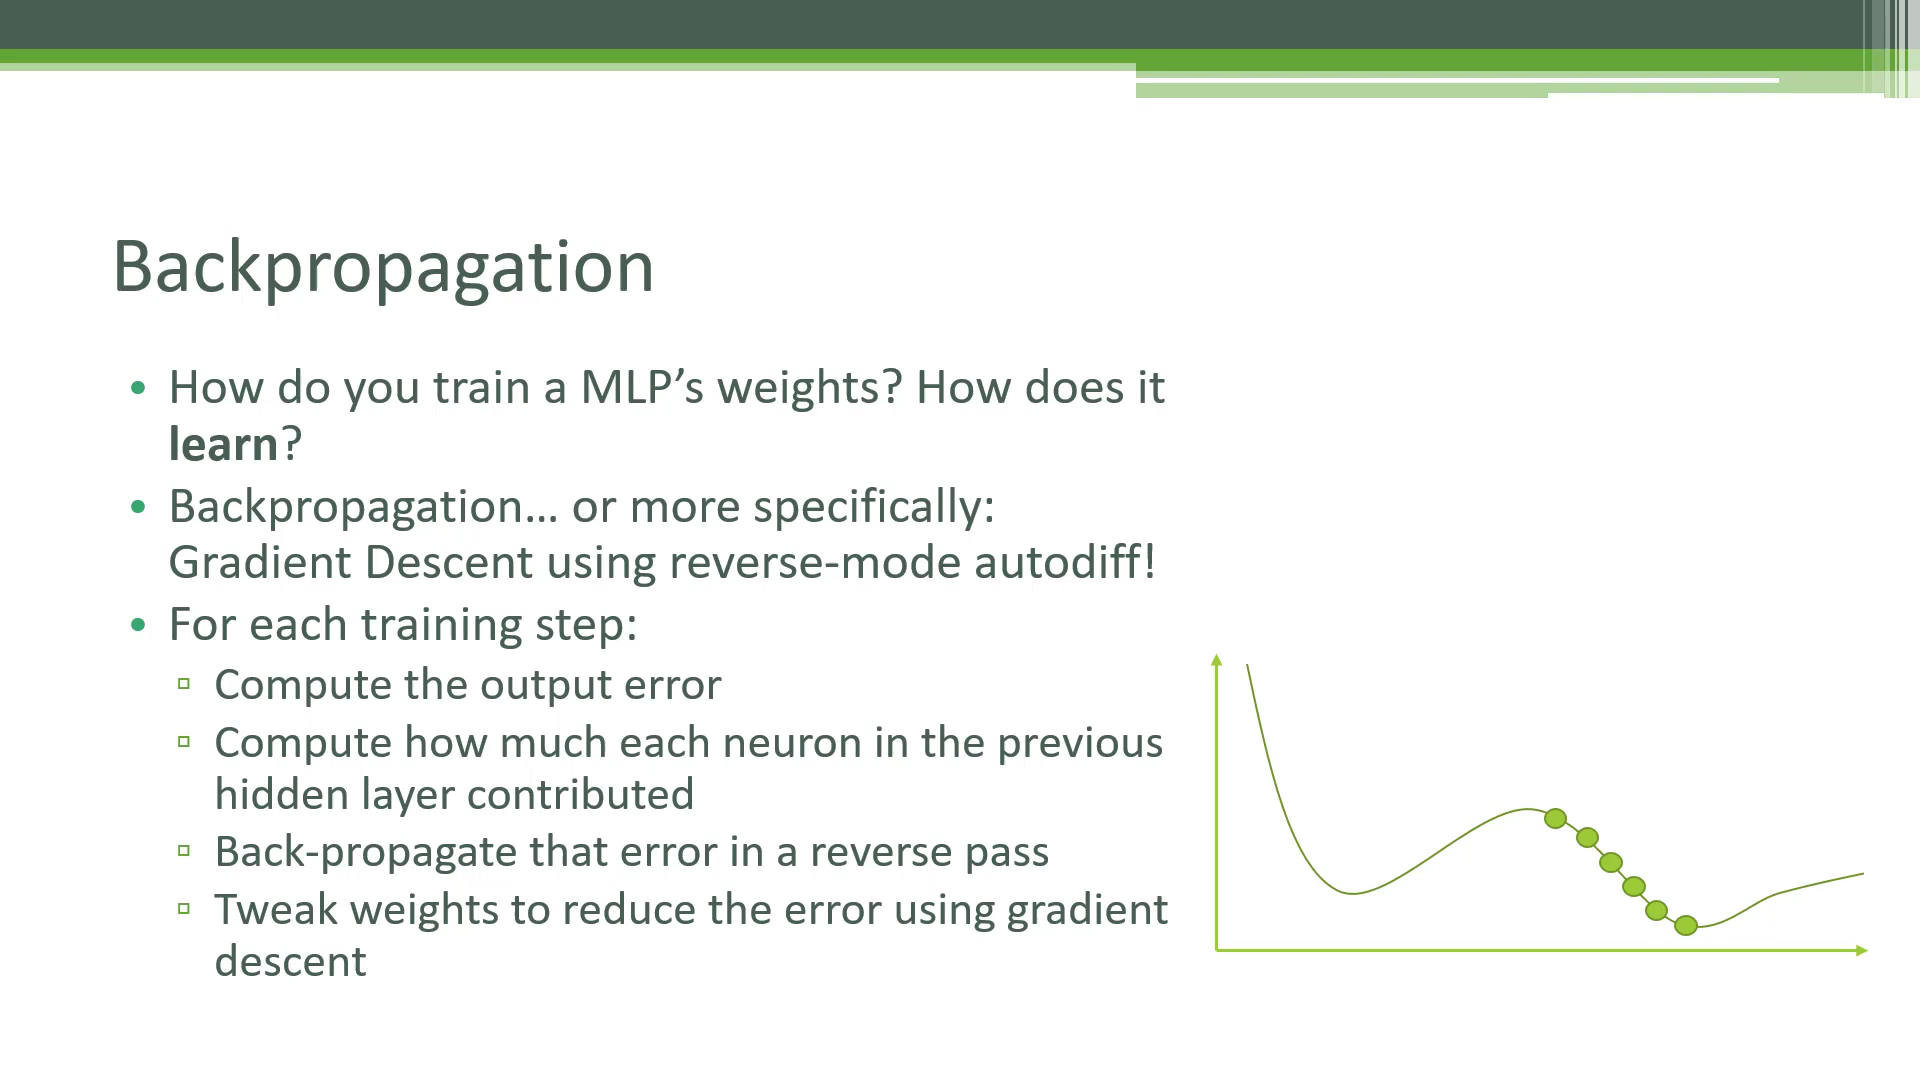 Backpropagation
• How do you train a MLP’s weights? How does it
learn?
• Backpropagation… or more specifically:
Gradient Descent using reverse-mode autodiff!
• For each training step:
▫ Compute the output error
▫ Compute how much each neuron in the previous
hidden layer contributed
▫ Back-propagate that error in a reverse pass
▫ Tweak weights to reduce the error using gradient
descent